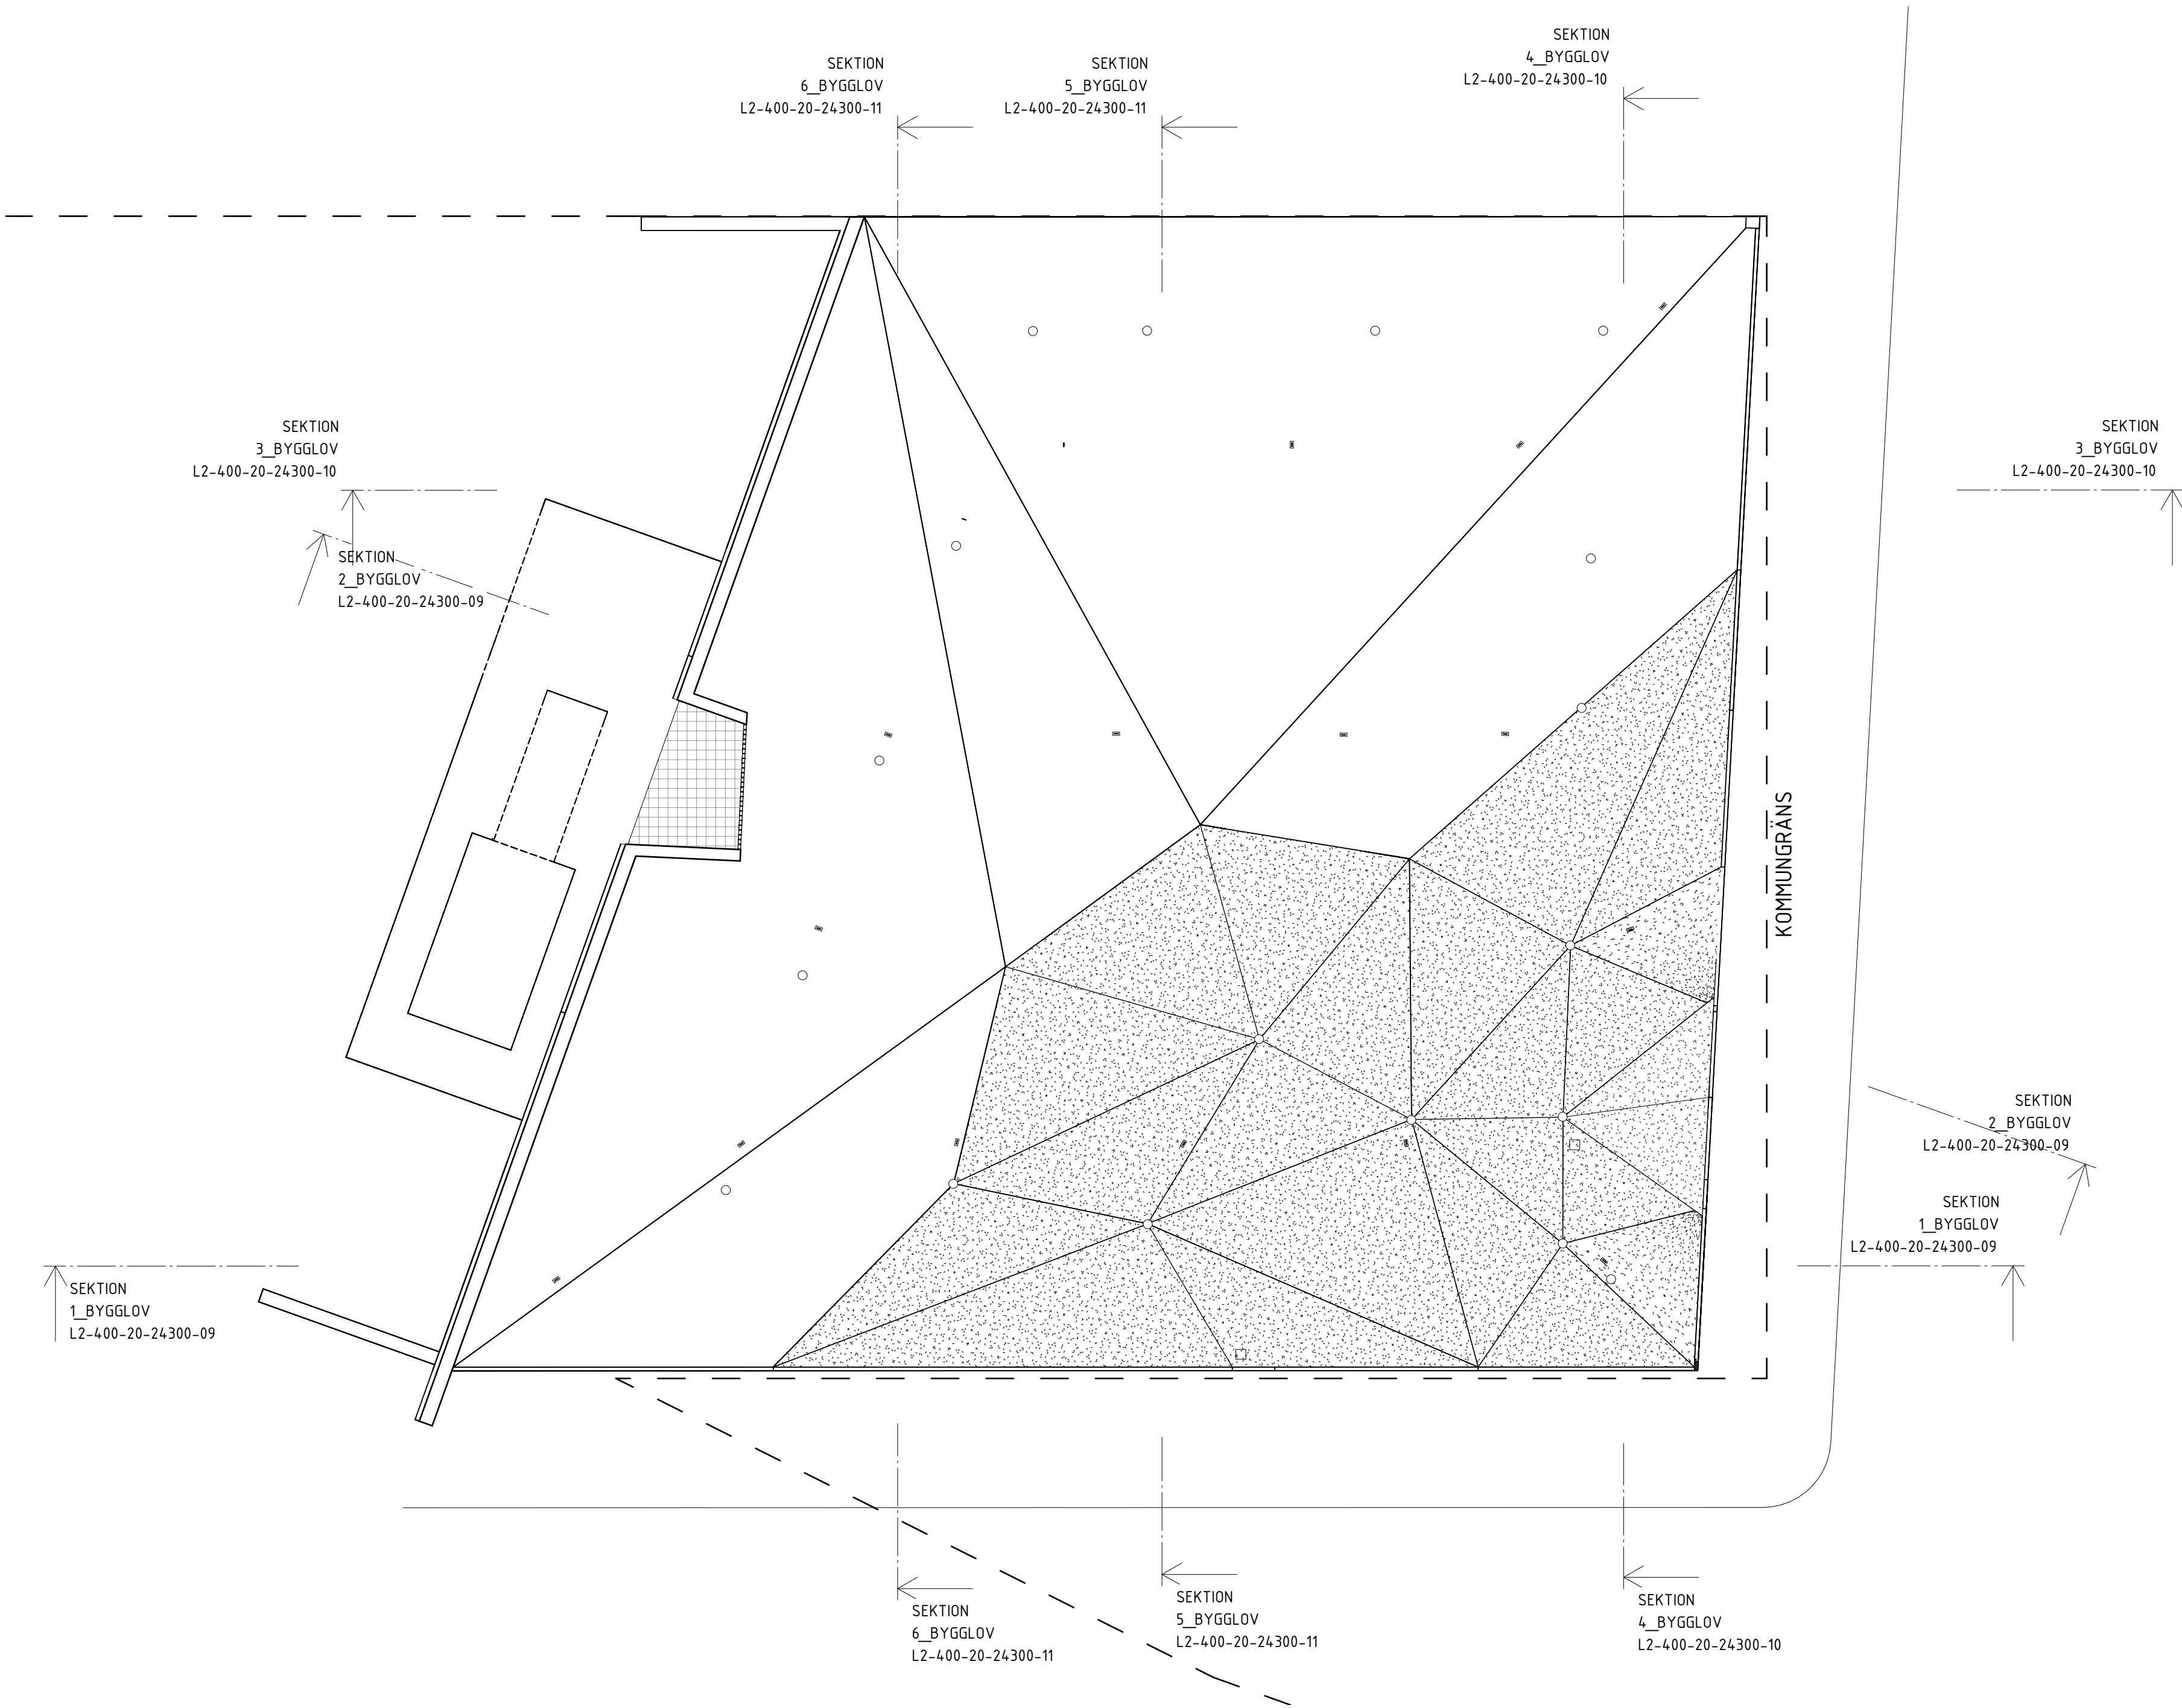 SEKTION
4_BYGGLOV
L2-400-20-24300-10
SEKTION
6_BYGGLOV
L2-400-20-24300-11
SEKTION
5_BYGGLOV
L2-400-20-24300-11
SEKTION
3_BYGGLOV
L2-400-20-24300-10
SEKTION
3_BYGGLOV
L2-400-20-24300-10
SEKTION
2_BYGGLOV
L2-400-20-24300-09
KOMMUNGRÄNS
SEKTION
2_BYGGLOV
L2-400-20-24300-09
SEKTION
1_BYGGLOV
L2-400-20-24300-09
SEKTION
1_BYGGLOV
L2-400-20-24300-09
SEKTION
6_BYGGLOV
L2-400-20-24300-11
SEKTION
5_BYGGLOV
L2-400-20-24300-11
SEKTION
4_BYGGLOV
L2-400-20-24300-10